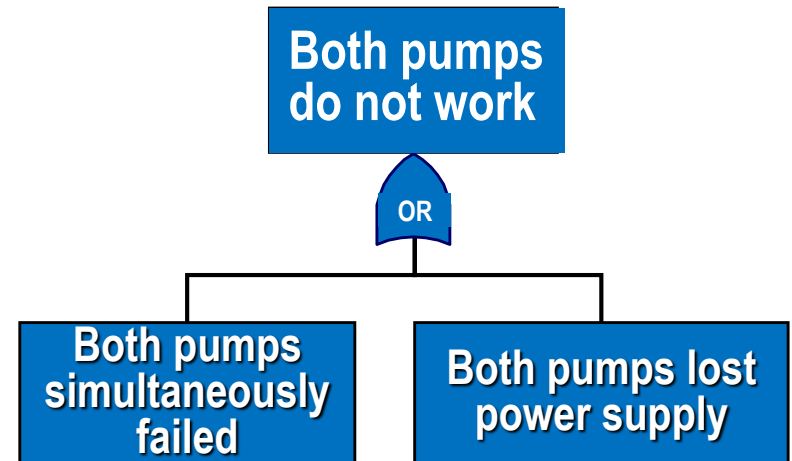 Both pumps
do not work
OR
Both pumps
simultaneously
failed
Both pumps lost
power supply